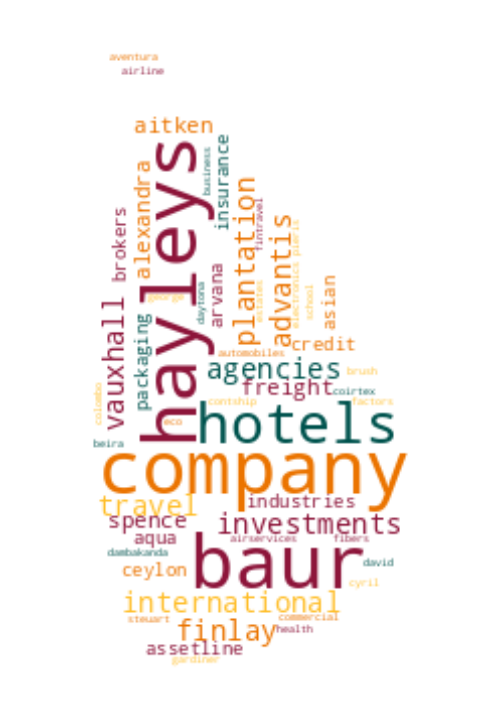 aventura
airline
aitken
hayleys
business
insurance
alexandra
plantation
fintravel
brokers
advantis
pieris
electronics
arvana
george
daytona
estates
school
asian
vauxhall
packaging
credit
automobiles
agencies
freight
brush
coirtex
colombo
contship
factors
eco
hotels
beira
company
travel
industries
spence
investments
aqua
airservices
fibers
dambakanda
baur
david
ceylon
cyril
international
steuart
commercial
finlay
health
assetline
gardiner